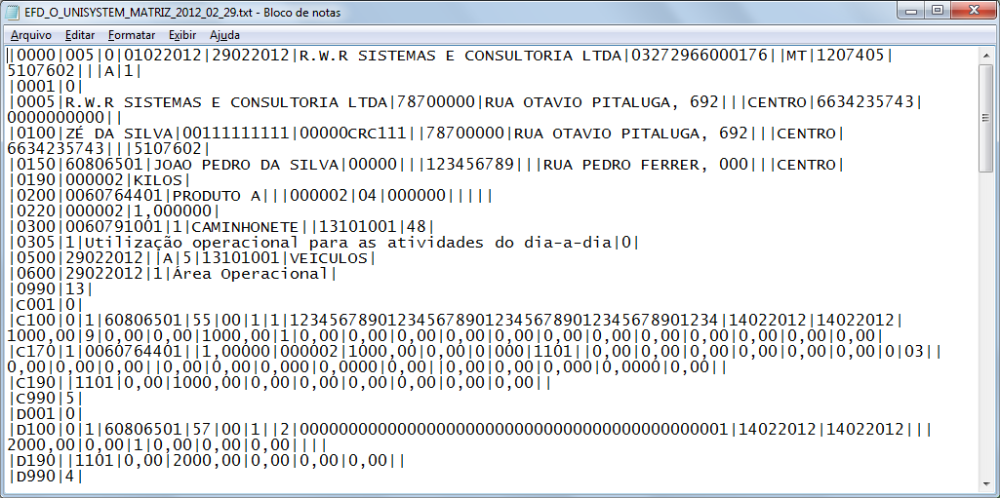 EFD_O_UNISYSTEM_MATRIZ_2012_02_29.txt - Bloco de notas
Arquivo Editar Formatar Exibir Ajuda
|0000|005|0|01022012|29022012|R.W.R SISTEMAS E CONSULTORIA LTDA|03272966000176||MT|1207405|
5107602|||A|1|
|0001|0|
|0005|R.W.R SISTEMAS E CONSULTORIA LTDA|78700000|RUA OTAVIO PITALUGA, 692|||CENTRO|6634235743|
0000000000||
|0100|ZÉ DA SILVA|00111111111|00000CRC111||78700000|RUA OTAVIO PITALUGA, 692|||CENTRO|
6634235743|||5107602|
|0150|60806501|JOAO PEDRO DA SILVA|00000|||123456789|||RUA PEDRO FERRER, 000|||CENTRO|
|0190|000002|KILOS|
|0200|0060764401|PRODUTO A|||000002|04|000000|||||
|0220|000002|1,000000|
|0300|0060791001|1|CAMINHONETE||13101001|48|
|0305|1|Utilização operacional para as atividades do dia-a-dia|0|
|0500|29022012||A|5|13101001|VEICULOS|
|0600|29022012|1|Área Operacional|
|0990|13|
|C001|0|
|C100|0|1|60806501|55|00|1|1|12345678901234567890123456789012345678901234|14022012|14022012|
1000,00|9|0,00|0,00|1000,00|1|0,00|0,00|0,00|0,00|0,00|0,00|0,00|0,00|0,00|0,00|0,00|
|C170|1|0060764401||1,00000|000002|1000,00|0,00|0|000|1101||0,00|0,00|0,00|0,00|0,00|0,00|0|03||
0,00|0,00|0,00||0,00|0,00|0,000|0,0000|0,00||0,00|0,00|0,000|0,0000|0,00||
|C190||1101|0,00|1000,00|0,00|0,00|0,00|0,00|0,00||
|C990|5|
|D001|0|
|D100|0|1|60806501|57|00|1||2|00000000000000000000000000000000000000000001|14022012|14022012|||
2000,00|0,00|1|0,00|0,00|0,00||||
|D190||1101|0,00|2000,00|0,00|0,00|0,00||
|D990|4|